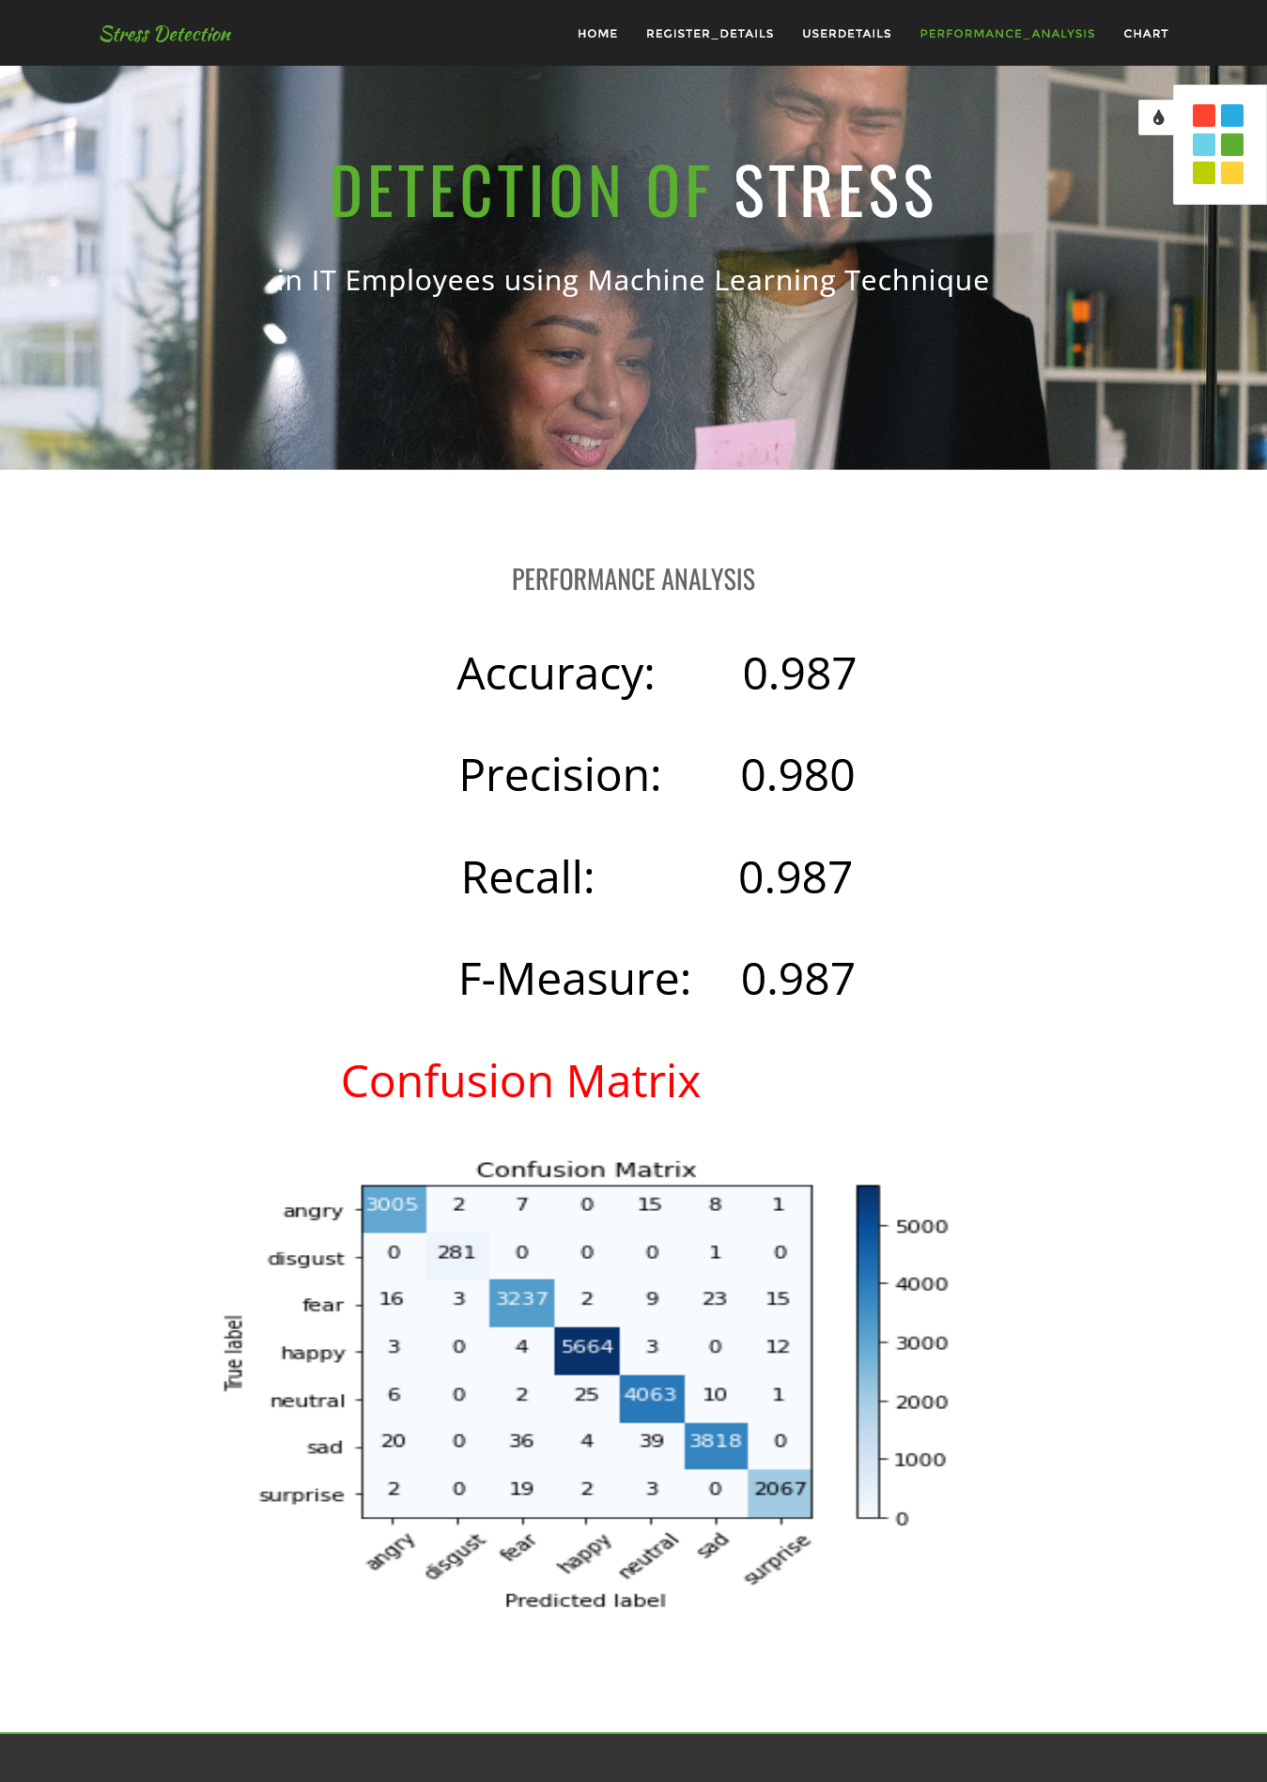 Stress Detection
HOME REGISTER_DETAILS USERDETAILS PERFORMANCE_ANALYSIS CHART
DETECTION OF STRESS
in IT Employees using Machine Learning Technique
PERFORMANCE ANALYSIS
Accuracy: 0.987
Precision: 0.980
Recall: 0.987
F-Measure: 0.987
Confusion Matrix
Confusion Matrix
True label
angry 3005 2 7 0 15 8 1
disgust 0 281 0 0 0 1 0
fear 16 3 3237 2 9 23 15
happy 3 0 4 5664 3 0 12
neutral 6 0 2 25 4063 10 1
sad 20 0 36 4 39 3818 0
surprise 2 0 19 2 3 0 2067
angry disgust fear happy neutral sad surprise
Predicted label
5000
4000
3000
2000
1000
0